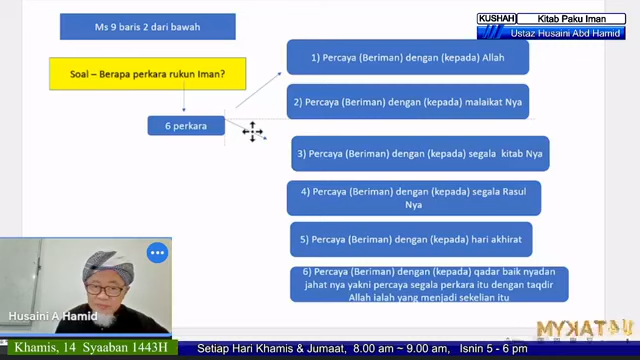 Ms 9 baris 2 dari bawah
KUSHAH
Kitab Paku Iman
Ustaz Husaini Abd Hamid
Soal – Berapa perkara rukun Iman?
6 perkara
1) Percaya (Beriman) dengan (kepada) Allah
2) Percaya (Beriman) dengan (kepada) malaikat Nya
3) Percaya (Beriman) dengan (kepada) segala kitab Nya
4) Percaya (Beriman) dengan (kepada) segala Rasul
Nya
5) Percaya (Beriman) dengan (kepada) hari akhirat
6) Percaya (Beriman) dengan (kepada) qadar baik nyadan
jahat nya yakni percaya segala perkara itu dengan taqdir
Allah ialah yang menjadi sekelian itu
Husaini A Hamid
MYKATA
Khamis, 14 Syaaban 1443H
Setiap Hari Khamis & Jumaat, 8.00 am ~ 9.00 am, Isnin 5 - 6 pm